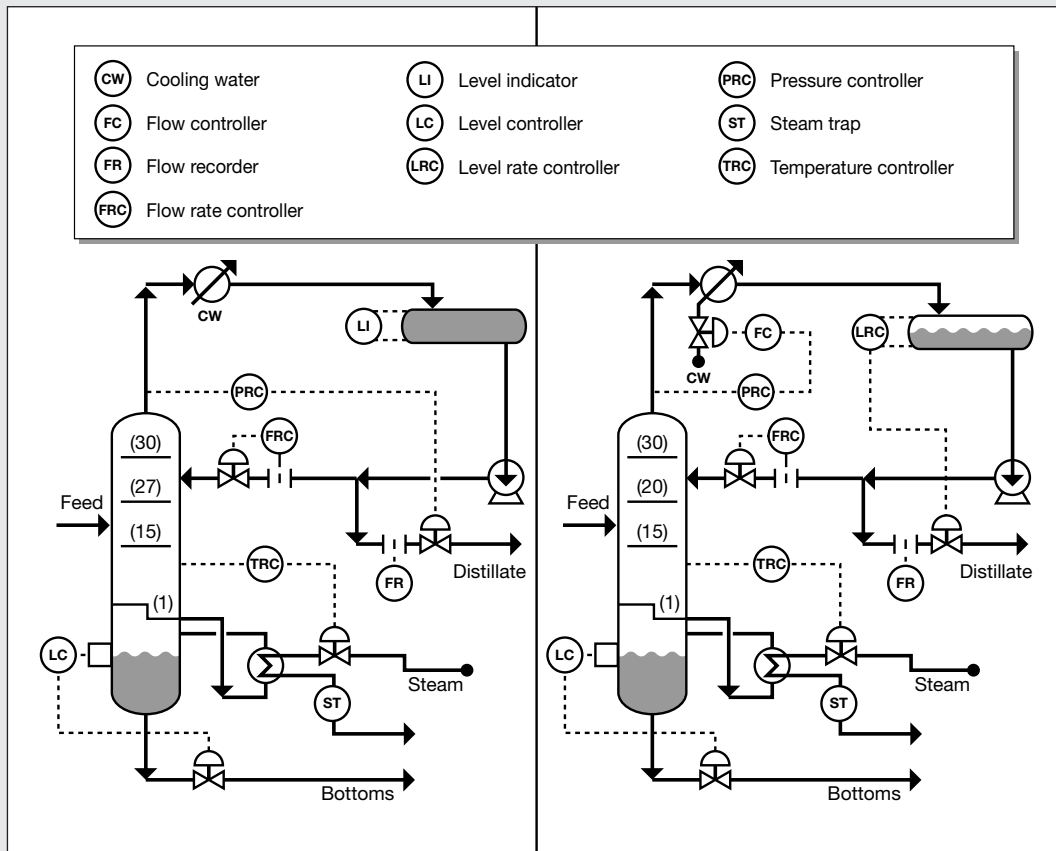 CW Cooling water
FC Flow controller
FR Flow recorder
FRC Flow rate controller
LI Level indicator
LC Level controller
LRC Level rate controller
PRC Pressure controller
ST Steam trap
TRC Temperature controller
CW
LI
PRC
FRC
(30)
(27)
Feed
(15)
Distillate
TRC
FR
(1)
LC
Steam
ST
Bottoms
FC
LRC
CW
PRC
FRC
(30)
(20)
Feed
(15)
Distillate
TRC
FR
(1)
LC
Steam
ST
Bottoms